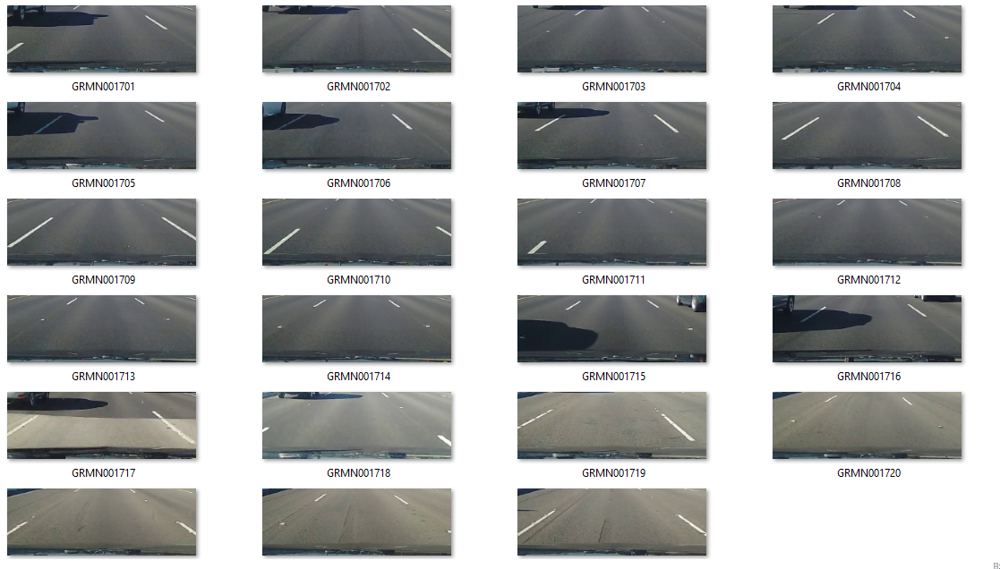 GRMN001701 GRMN001702 GRMN001703 GRMN001704
GRMN001705 GRMN001706 GRMN001707 GRMN001708
GRMN001709 GRMN001710 GRMN001711 GRMN001712
GRMN001713 GRMN001714 GRMN001715 GRMN001716
GRMN001717 GRMN001718 GRMN001719 GRMN001720